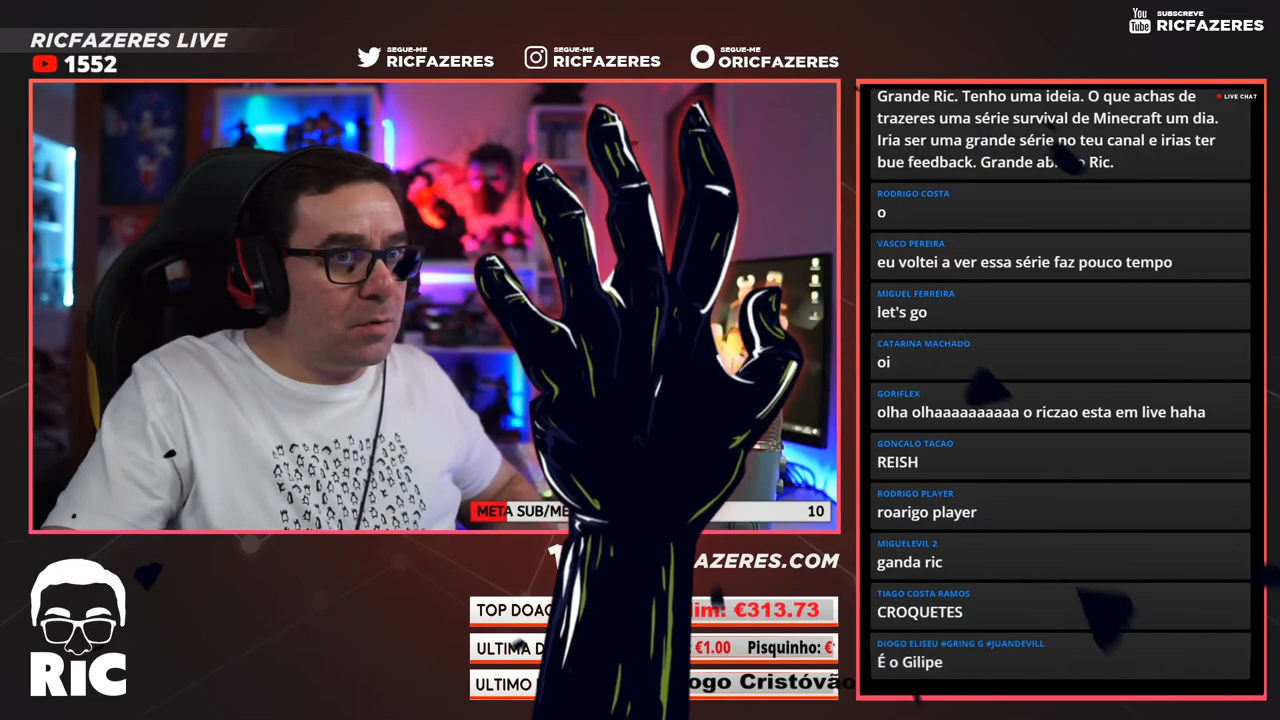 RICFAZERES LIVE
1552
SEGUE-ME
RICFAZERES
SEGUE-ME
RICFAZERES
SEGUE-ME
ORICFAZERES
You
Tube
SUBSCREVE
RICFAZERES
LIVE CHAT
Grande Ric. Tenho uma ideia. O que achas de
trazeres uma série survival de Minecraft um dia.
Iria ser uma grande série no teu canal e irias ter
bue feedback. Grande ab o Ric.
RODRIGO COSTA
o
VASCO PEREIRA
eu voltei a ver essa série faz pouco tempo
MIGUEL FERREIRA
let's go
CATARINA MACHADO
oi
GORIFLEX
olha olhaaaaaaaaaa o riczao esta em live haha
GONCALO TACAO
REISH
RODRIGO PLAYER
roarigo player
MIGUELEVIL 2
ganda ric
TIAGO COSTA RAMOS
CROQUETES
DIOGO ELISEU #GRING G #JUANDEVILL
É o Gilipe
META SUB/ME
10
AZERES.COM
TOP DOAÇ
im: €313.73
ULTIMA D
€1.00 Pisquinho: €
ULTIMO
ogo Cristóvão
RIC